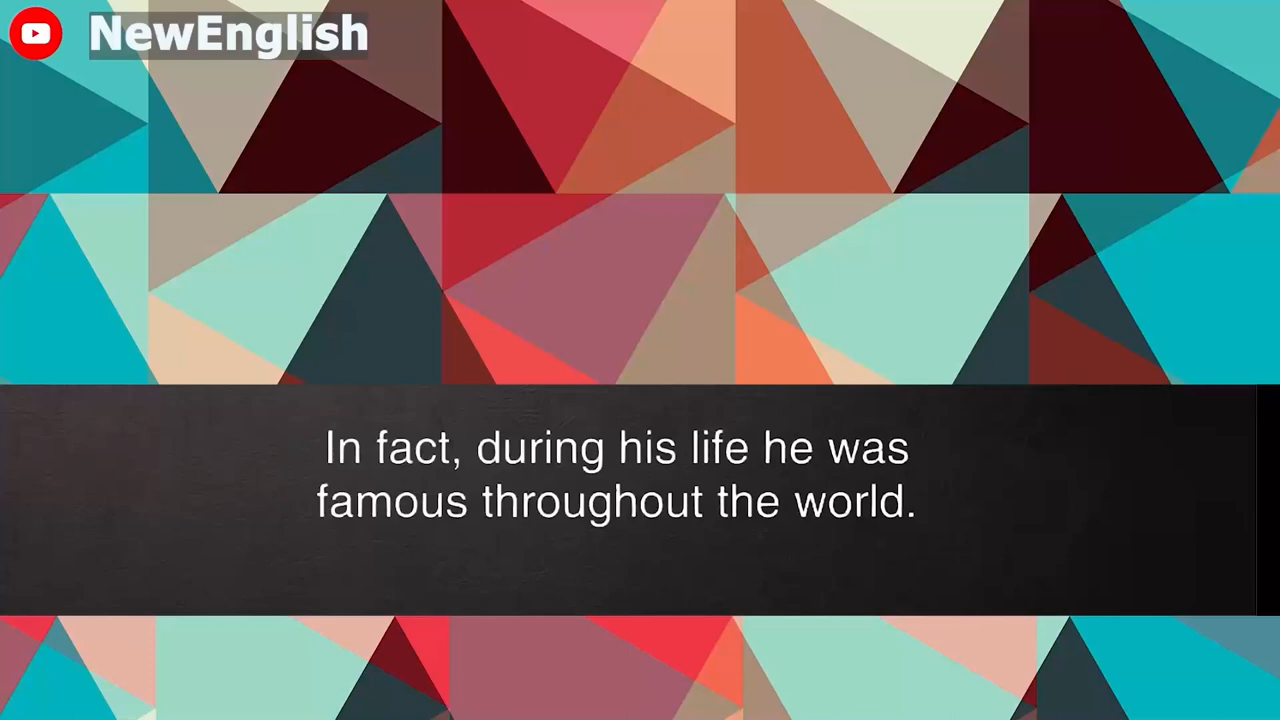 NewEnglish
In fact, during his life he was
famous throughout the world.